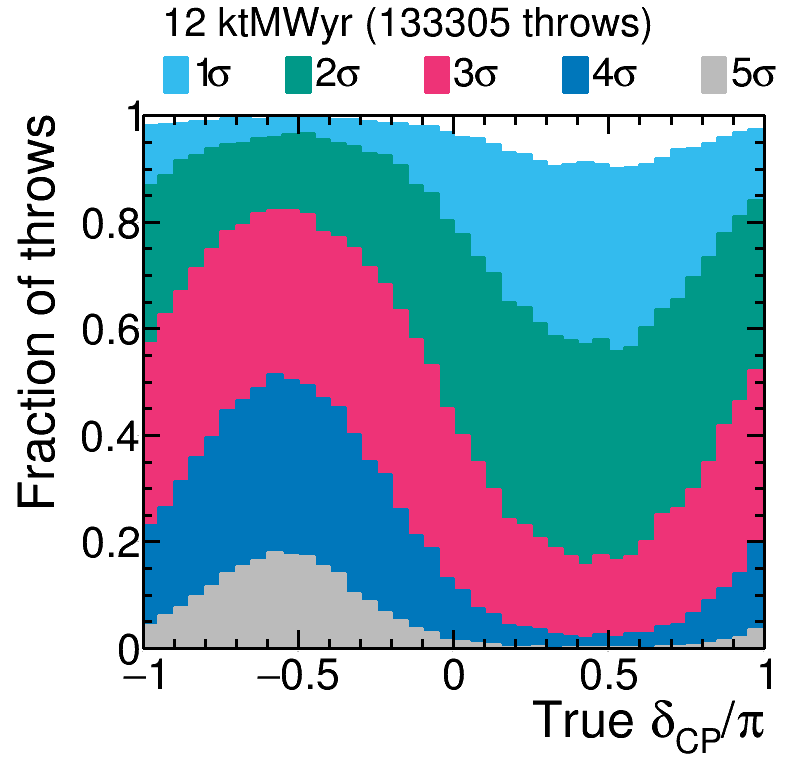 12 ktMWyr (133305 throws)
1σ 2σ 3σ 4σ 5σ
Fraction of throws
1
0.8
0.6
0.4
0.2
0
−1 −0.5 0 0.5 1
True δCP/π